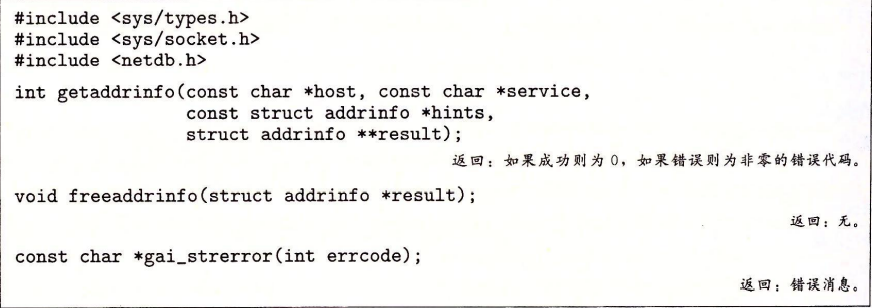 #include <sys/types.h>
#include <sys/socket.h>
#include <netdb.h>
int getaddrinfo(const char *host, const char *service,
                const struct addrinfo *hints,
                struct addrinfo **result);
返回：如果成功则为 0，如果错误则为非零的错误代码。
void freeaddrinfo(struct addrinfo *result);
返回：无。
const char *gai_strerror(int errcode);
返回：错误消息。